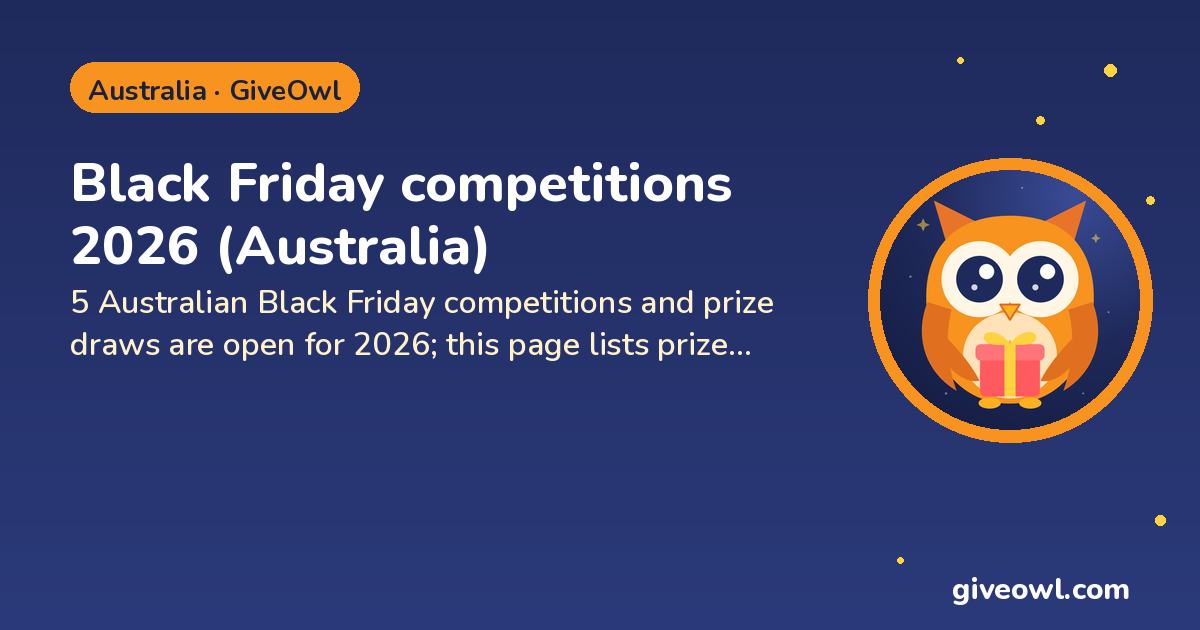 Australia · GiveOwl
Black Friday competitions
2026 (Australia)
5 Australian Black Friday competitions and prize
draws are open for 2026; this page lists prize...
giveowl.com